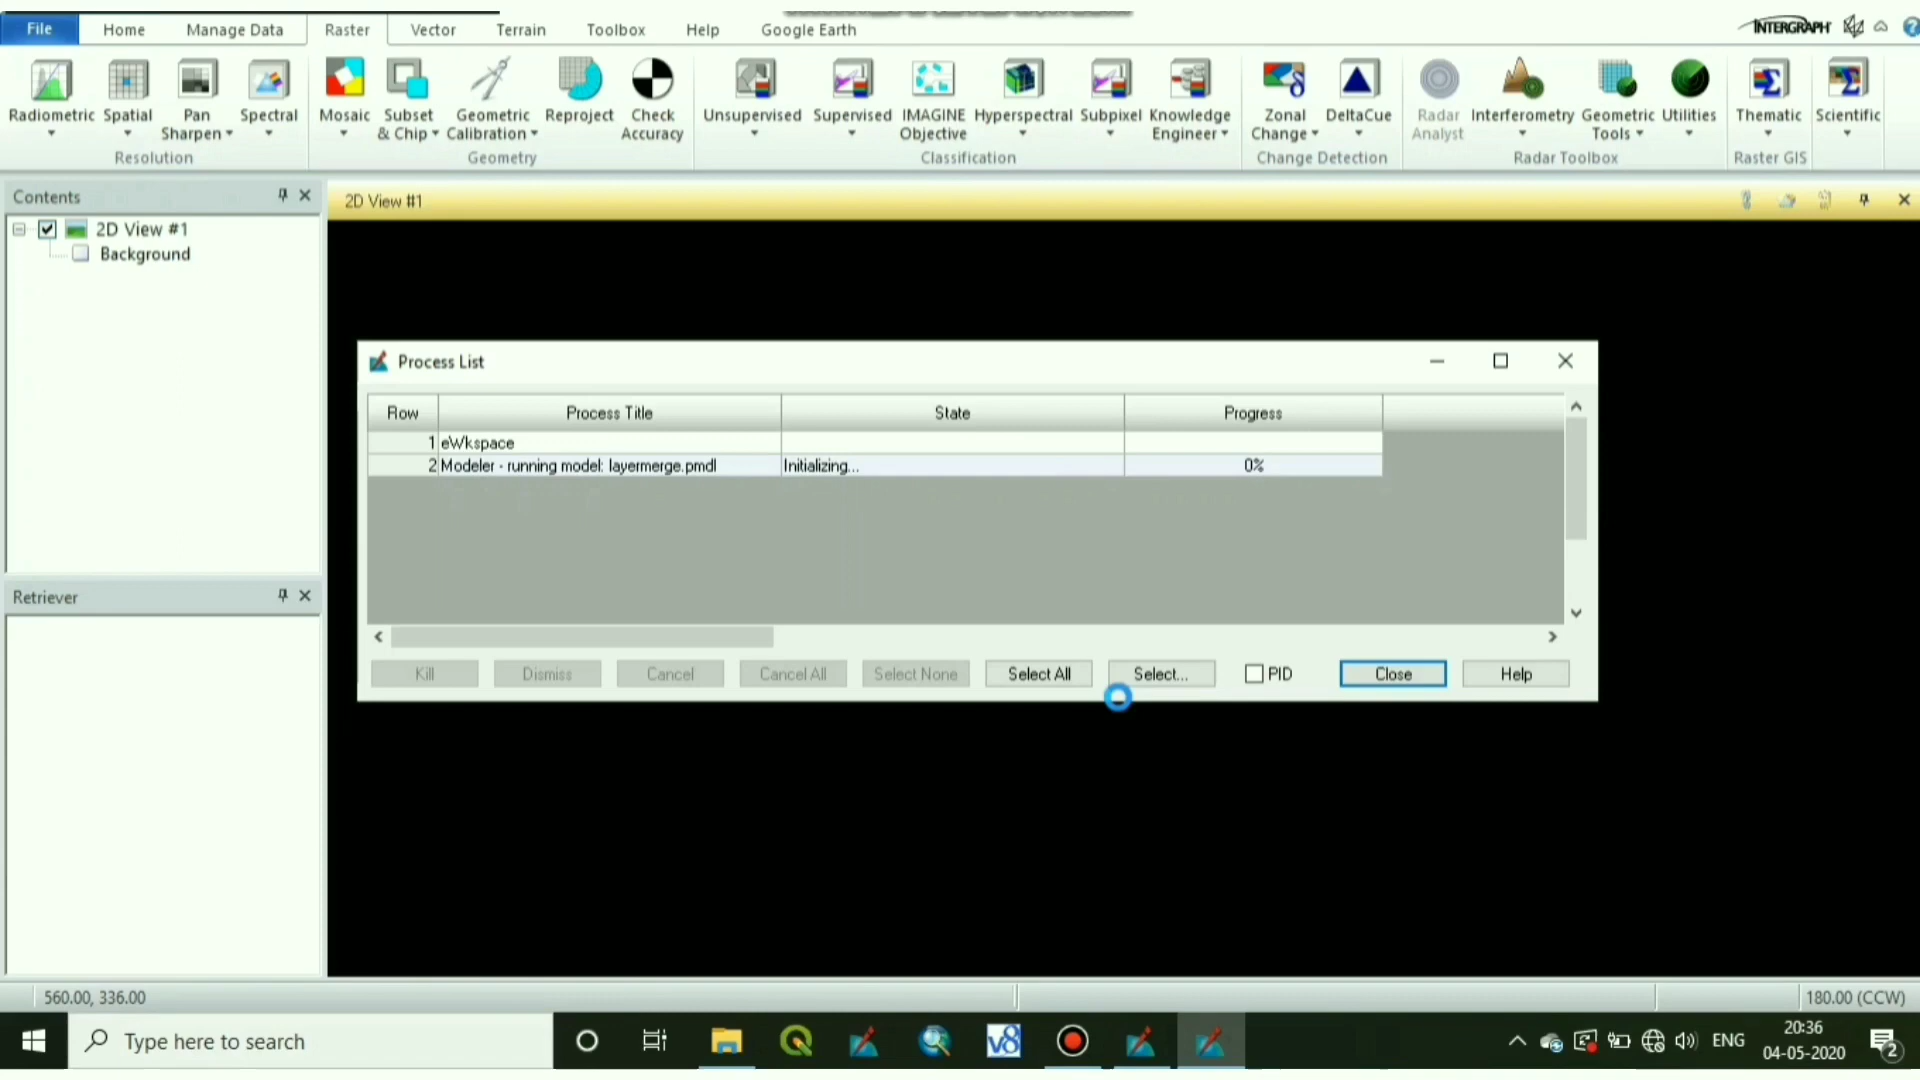 File Home Manage Data Raster Vector Terrain Toolbox Help Google Earth
INTERGRAPH
Radiometric Spatial Pan Sharpen Spectral
Resolution
Mosaic Subset & Chip Geometric Calibration Reproject Check Accuracy
Geometry
Unsupervised Supervised IMAGINE Objective Hyperspectral Subpixel Knowledge Engineer
Classification
Zonal Change DeltaCue
Change Detection
Radar Analyst Interferometry Geometric Tools Utilities
Radar Toolbox
Thematic
Raster GIS
Scientific
Contents
2D View #1
Background
Retriever
2D View #1
Process List
Row Process Title State Progress
1 eWkspace
2 Modeler - running model: layermerge.pmdl Initializing... 0%
Kill Dismiss Cancel Cancel All Select None Select All Select... PID Close Help
560.00, 336.00
180.00 (CCW)
Type here to search
V8
ENG
20:36
04-05-2020
2